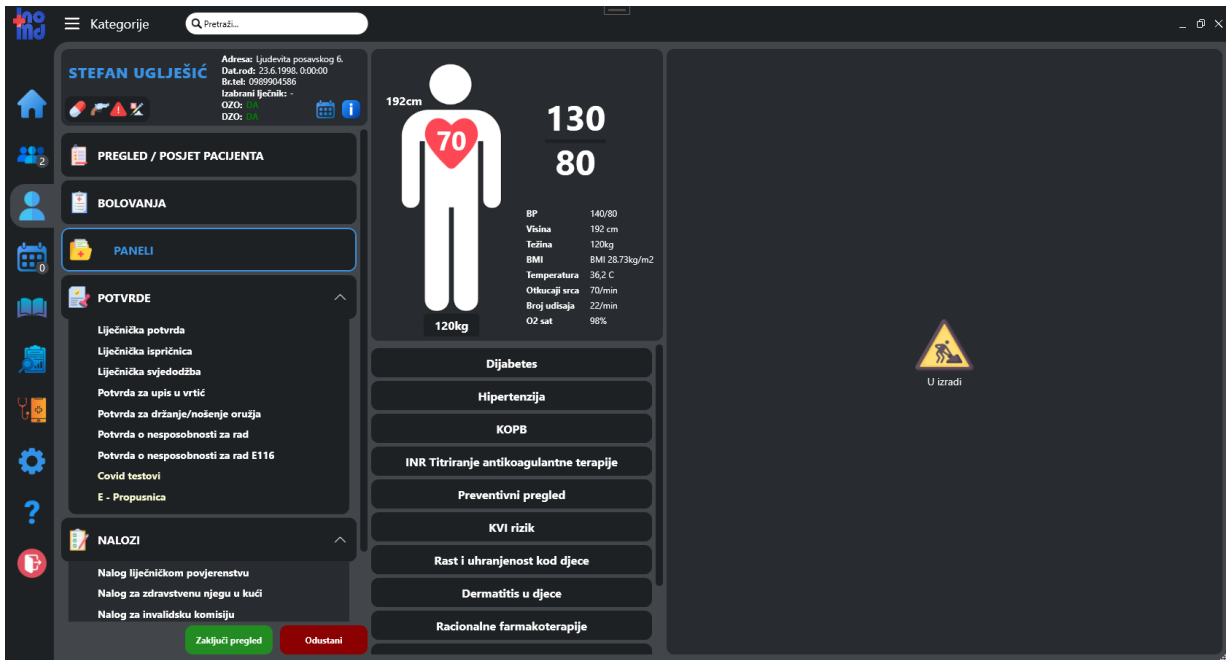 ino
md
Kategorije
Pretraži...
STEFAN UGLJEŠIĆ
Adresa: Ljudevita posavskog 6.
Dat.rođ: 23.6.1998. 0:00:00
Br.tel: 0989904586
Izabrani lječnik: -
OZO: DA
DZO: DA
2
0
PREGLED / POSJET PACIJENTA
BOLOVANJA
PANELI
POTVRDE
Liječnička potvrda
Liječnička ispričnica
Liječnička svjedodžba
Potvrda za upis u vrtić
Potvrda za držanje/nošenje oružja
Potvrda o nesposobnosti za rad
Potvrda o nesposobnosti za rad E116
Covid testovi
E - Propusnica
NALOZI
Nalog liječničkom povjerenstvu
Nalog za zdravstvenu njegu u kući
Nalog za invalidsku komisiju
Zaključi pregled
Odustani
192cm
70
130
80
BP 140/80
Visina 192 cm
Težina 120kg
BMI BMI 28.73kg/m2
Temperatura 36,2 C
Otkucaji srca 70/min
Broj udisaja 22/min
O2 sat 98%
120kg
Dijabetes
Hipertenzija
KOPB
INR Titriranje antikoagulantne terapije
Preventivni pregled
KVI rizik
Rast i uhranjenost kod djece
Dermatitis u djece
Racionalne farmakoterapije
U izradi